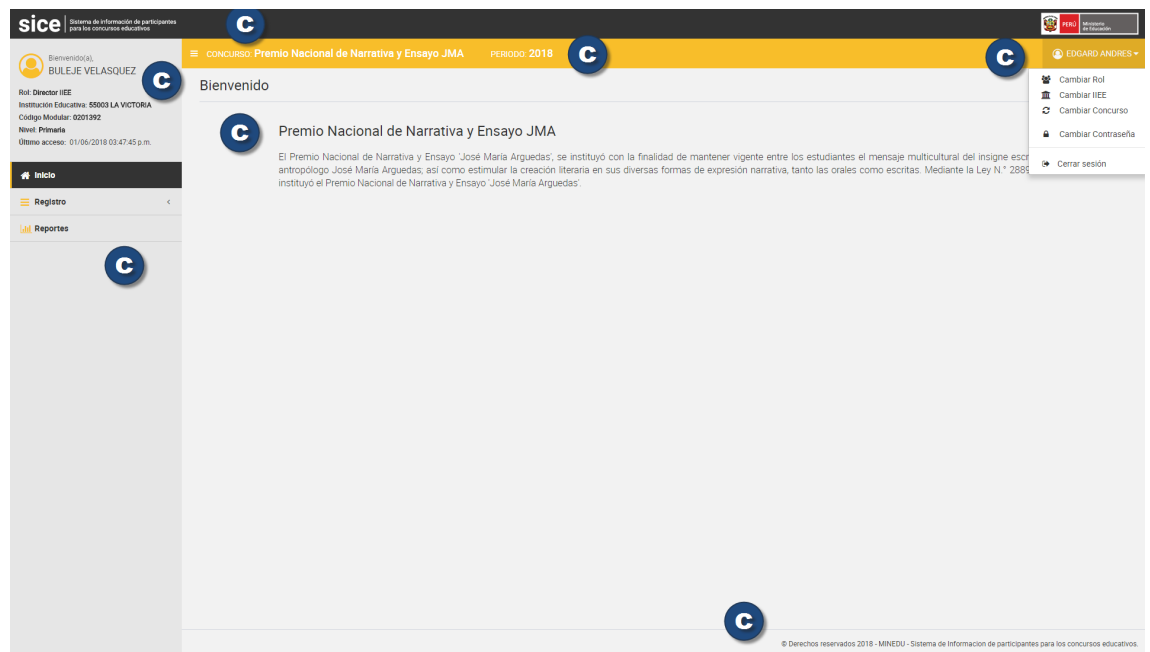 sice Sistema de información de participantes
para los concursos educativos
C
PERÚ Ministerio
de Educación
Bienvenido(a),
BULEJE VELASQUEZ
C
Rol: Director IIEE
Institución Educativa: 55003 LA VICTORIA
Código Modular: 0201392
Nivel: Primaria
Último acceso: 01/06/2018 03:47:45 p.m.
Inicio
Registro
Reportes
C
CONCURSO: Premio Nacional de Narrativa y Ensayo JMA PERIODO: 2018
C
C
EDGARD ANDRES
Cambiar Rol
Cambiar IIEE
Cambiar Concurso
Cambiar Contraseña
Cerrar sesión
Bienvenido
C
Premio Nacional de Narrativa y Ensayo JMA
El Premio Nacional de Narrativa y Ensayo 'José María Arguedas', se instituyó con la finalidad de mantener vigente entre los estudiantes el mensaje multicultural del insigne escr
antropólogo José María Arguedas; así como estimular la creación literaria en sus diversas formas de expresión narrativa, tanto las orales como escritas. Mediante la Ley N.° 2889
instituyó el Premio Nacional de Narrativa y Ensayo 'José María Arguedas'.
C
© Derechos reservados 2018 - MINEDU - Sistema de Informacion de participantes para los concursos educativos.